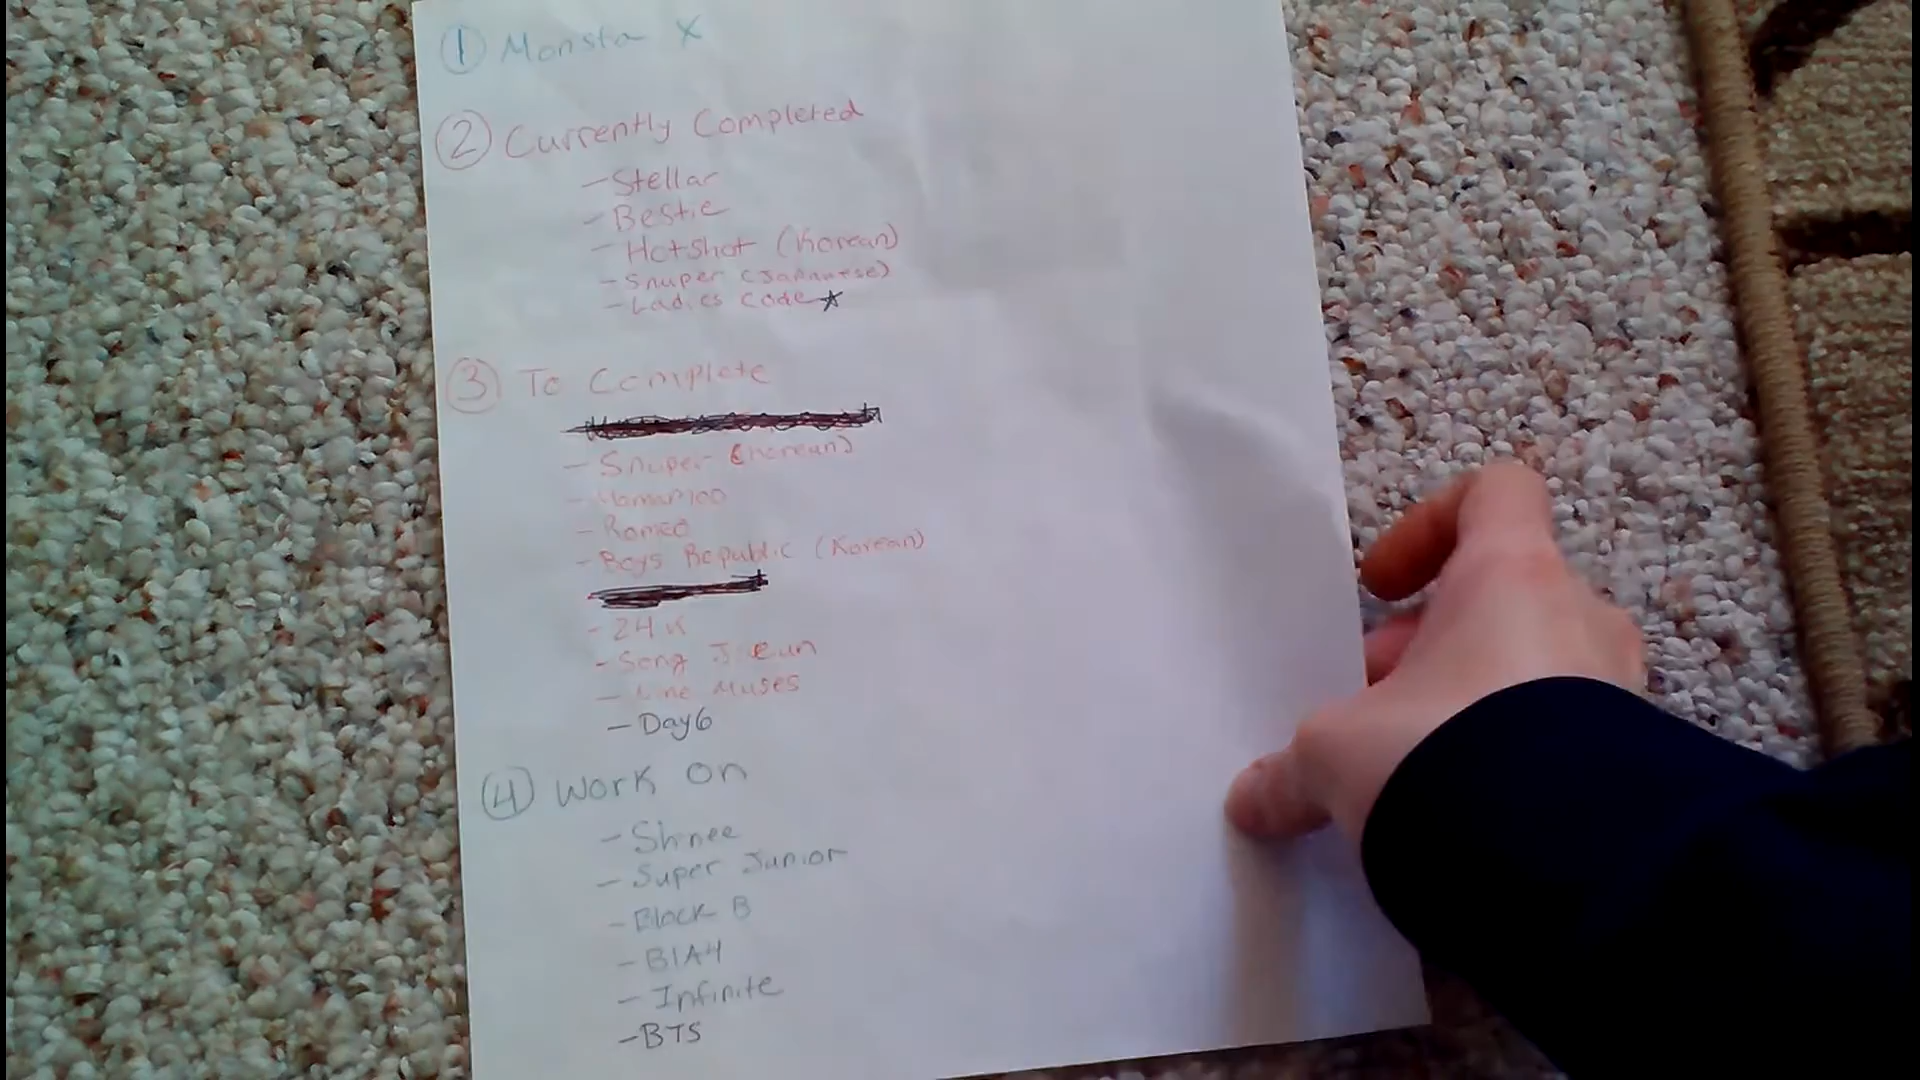 ① Monsta X
② Currently Completed
- Stellar
- Bestie
- Hotshot (Korean)
- Snuper (Japanese)
- Ladies Code ★
③ To Complete
- Snuper (Korean)
- Mamamoo
- Romeo
- Boys Republic (Korean)
- 24K
- Song Jieun
- Nine Muses
- Day6
④ Work On
- Shinee
- Super Junior
- Block B
- B1A4
- Infinite
- BTS